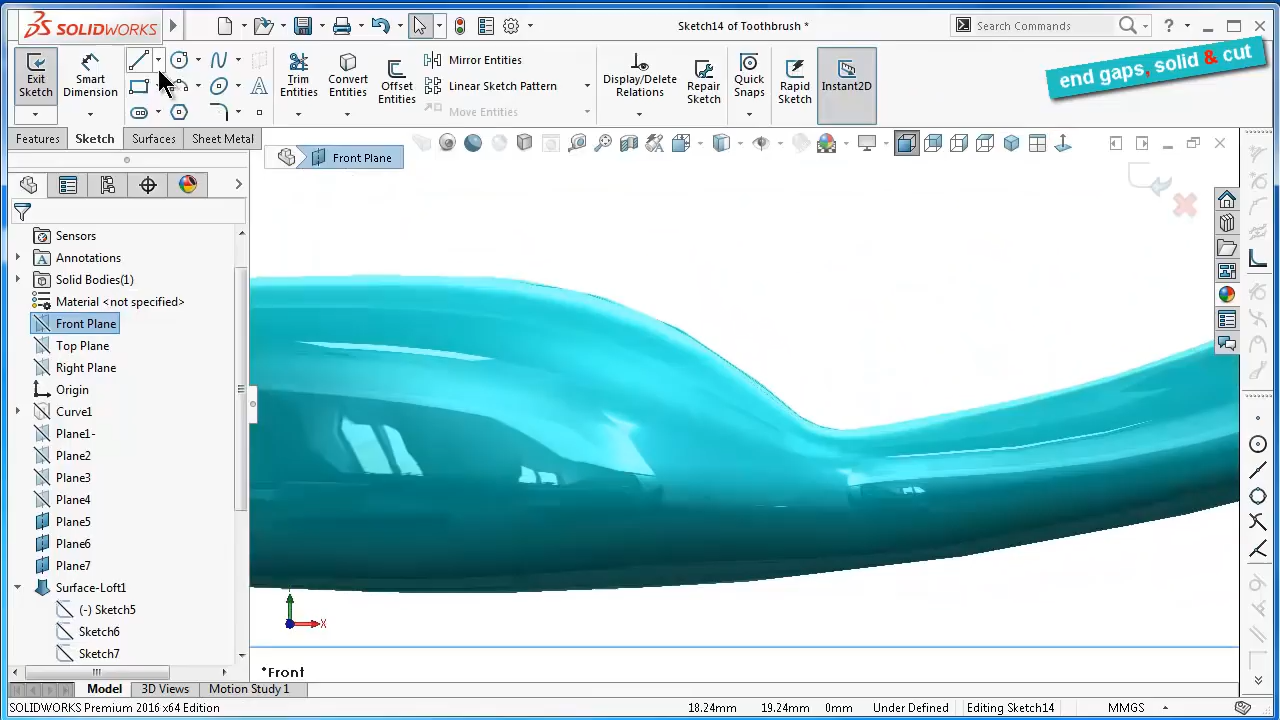 SOLIDWORKS
Sketch14 of Toothbrush *
Search Commands
?
end gaps, solid & cut
Exit Sketch
Smart Dimension
Trim Entities
Convert Entities
Offset Entities
Mirror Entities
Linear Sketch Pattern
Move Entities
Display/Delete Relations
Repair Sketch
Quick Snaps
Rapid Sketch
Instant2D
Features
Sketch
Surfaces
Sheet Metal
Front Plane
Sensors
Annotations
Solid Bodies(1)
Material <not specified>
Front Plane
Top Plane
Right Plane
Origin
Curve1
Plane1-
Plane2
Plane3
Plane4
Plane5
Plane6
Plane7
Surface-Loft1
(-) Sketch5
Sketch6
Sketch7
X
*Front
Model
3D Views
Motion Study 1
SOLIDWORKS Premium 2016 x64 Edition
18.24mm
19.24mm
0mm
Under Defined
Editing Sketch14
MMGS